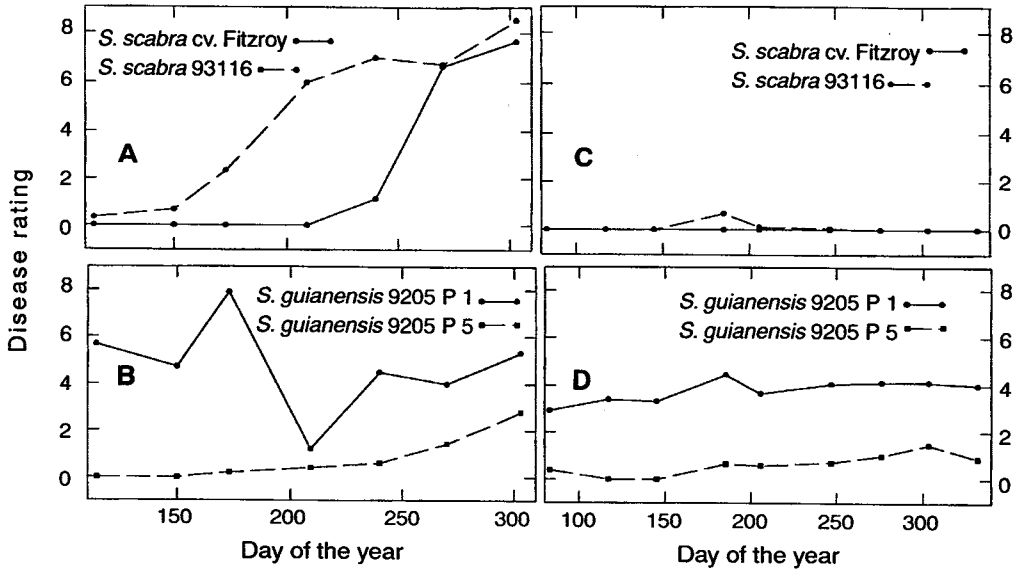 Disease rating
8
6
4
2
0
S. scabra cv. Fitzroy
S. scabra 93116
A
S. scabra cv. Fitzroy
S. scabra 93116
C
8
6
4
2
0
8
6
4
2
0
S. guianensis 9205 P 1
S. guianensis 9205 P 5
B
S. guianensis 9205 P 1
S. guianensis 9205 P 5
D
8
6
4
2
0
150 200 250 300
100 150 200 250 300
Day of the year
Day of the year